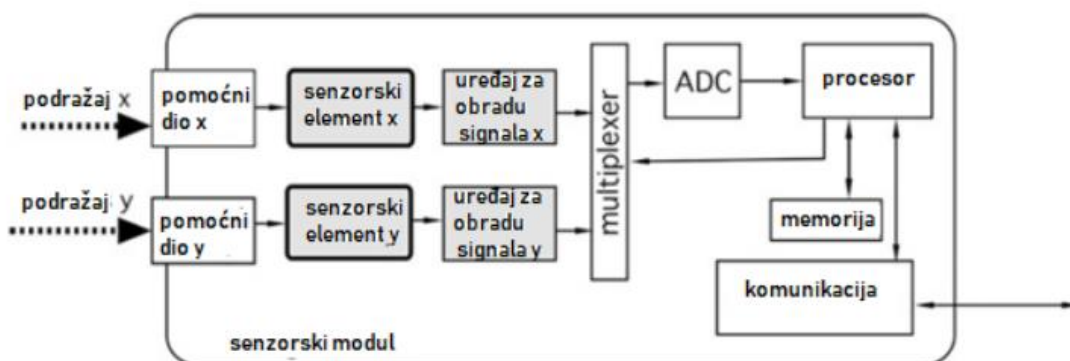 podražaj x
pomoćni
dio x
senzorski
element x
uređaj za
obradu
signala x
multiplexer
ADC
procesor
podražaj y
pomoćni
dio y
senzorski
element y
uređaj za
obradu
signala y
memorija
komunikacija
senzorski modul